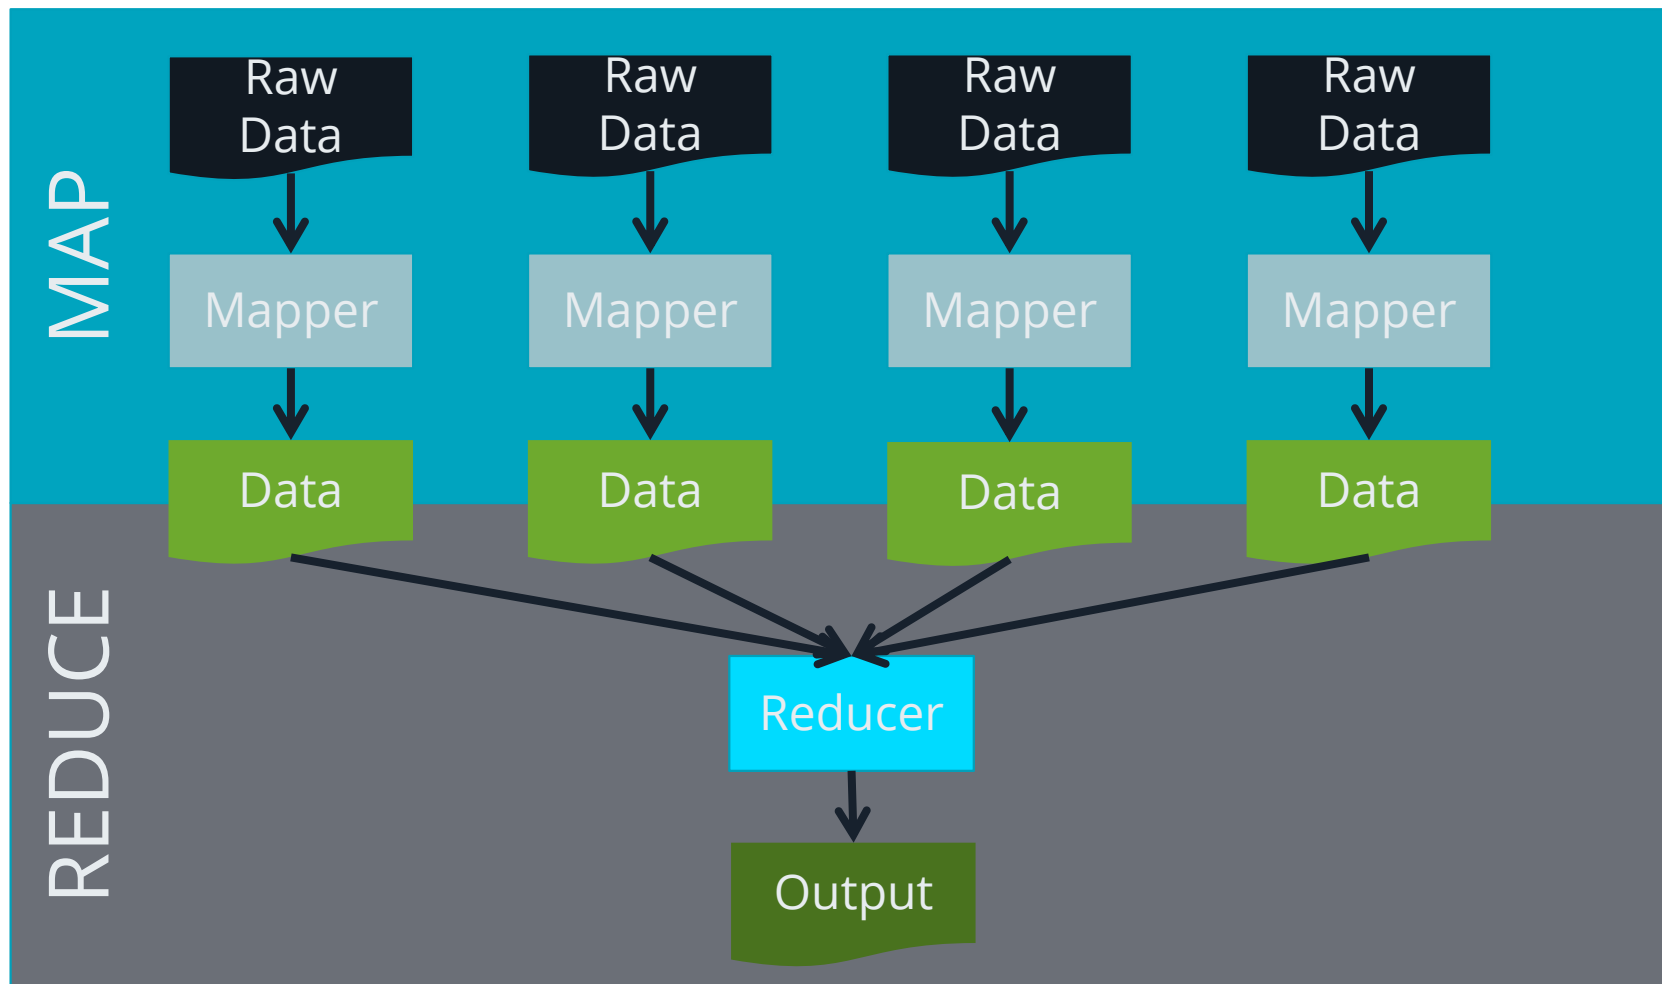 MAP
Raw
Data
Raw
Data
Raw
Data
Raw
Data
Mapper
Mapper
Mapper
Mapper
Data
Data
Data
Data
REDUCE
Reducer
Output